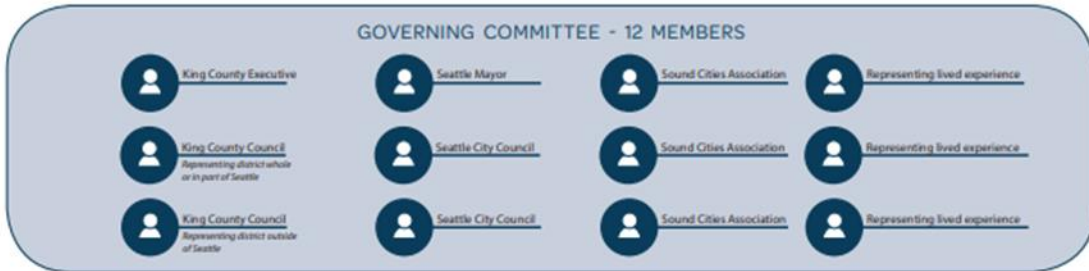 GOVERNING COMMITTEE - 12 MEMBERS
King County Executive
Seattle Mayor
Sound Cities Association
Representing lived experience
King County Council
Representing district whole
or in part of Seattle
Seattle City Council
Sound Cities Association
Representing lived experience
King County Council
Representing district outside
of Seattle
Seattle City Council
Sound Cities Association
Representing lived experience